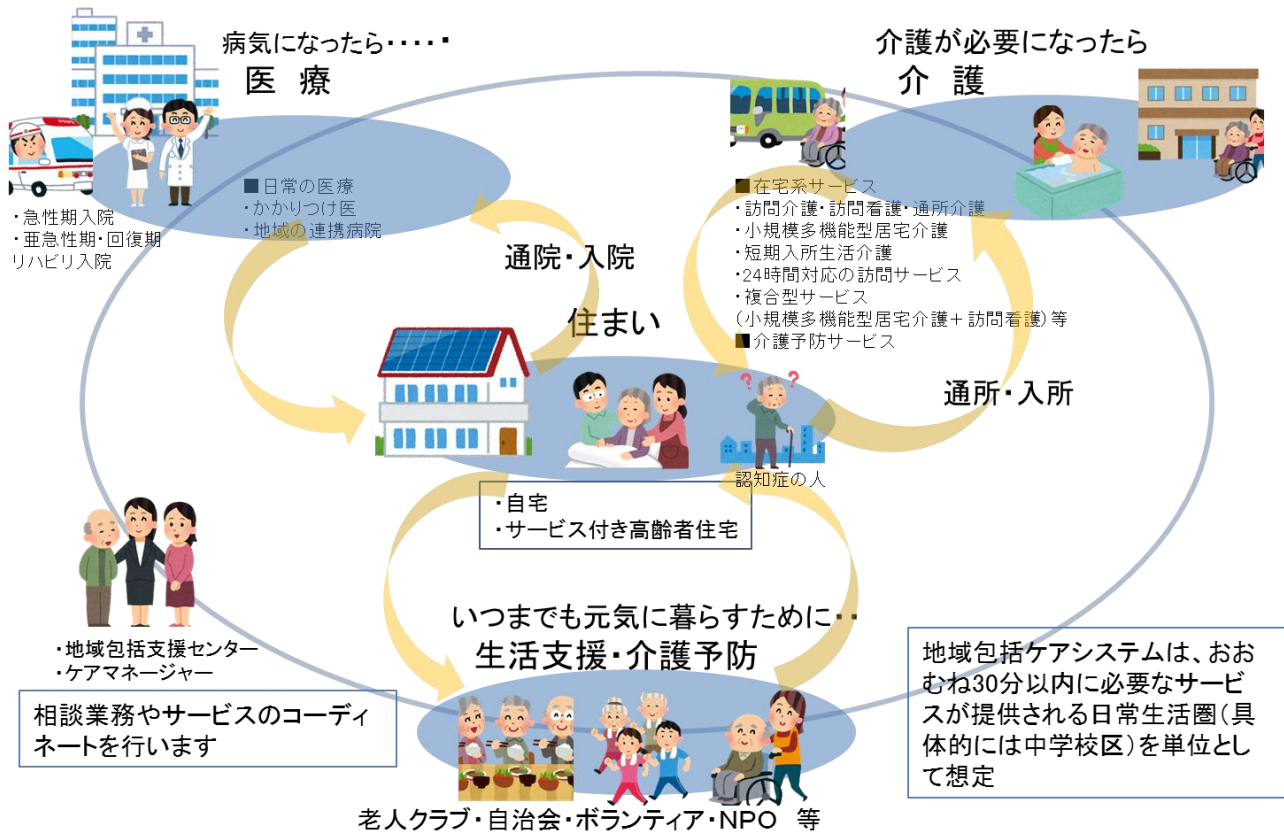 病気になったら・・・・・
医 療
・急性期入院
・亜急性期・回復期
リハビリ入院
■日常の医療
・かかりつけ医
・地域の連携病院
通院・入院
介護が必要になったら
介 護
■在宅系サービス
・訪問介護・訪問看護・通所介護
・小規模多機能型居宅介護
・短期入所生活介護
・24時間対応の訪問サービス
・複合型サービス
(小規模多機能型居宅介護+訪問看護)等
■介護予防サービス
通所・入所
住まい
認知症の人
・自宅
・サービス付き高齢者住宅
・地域包括支援センター
・ケアマネージャー
相談業務やサービスのコーディ
ネートを行います
いつまでも元気に暮らすために・・
生活支援・介護予防
老人クラブ・自治会・ボランティア・NPO 等
地域包括ケアシステムは、おお
むね30分以内に必要なサービ
スが提供される日常生活圏(具
体的には中学校区)を単位とし
て想定